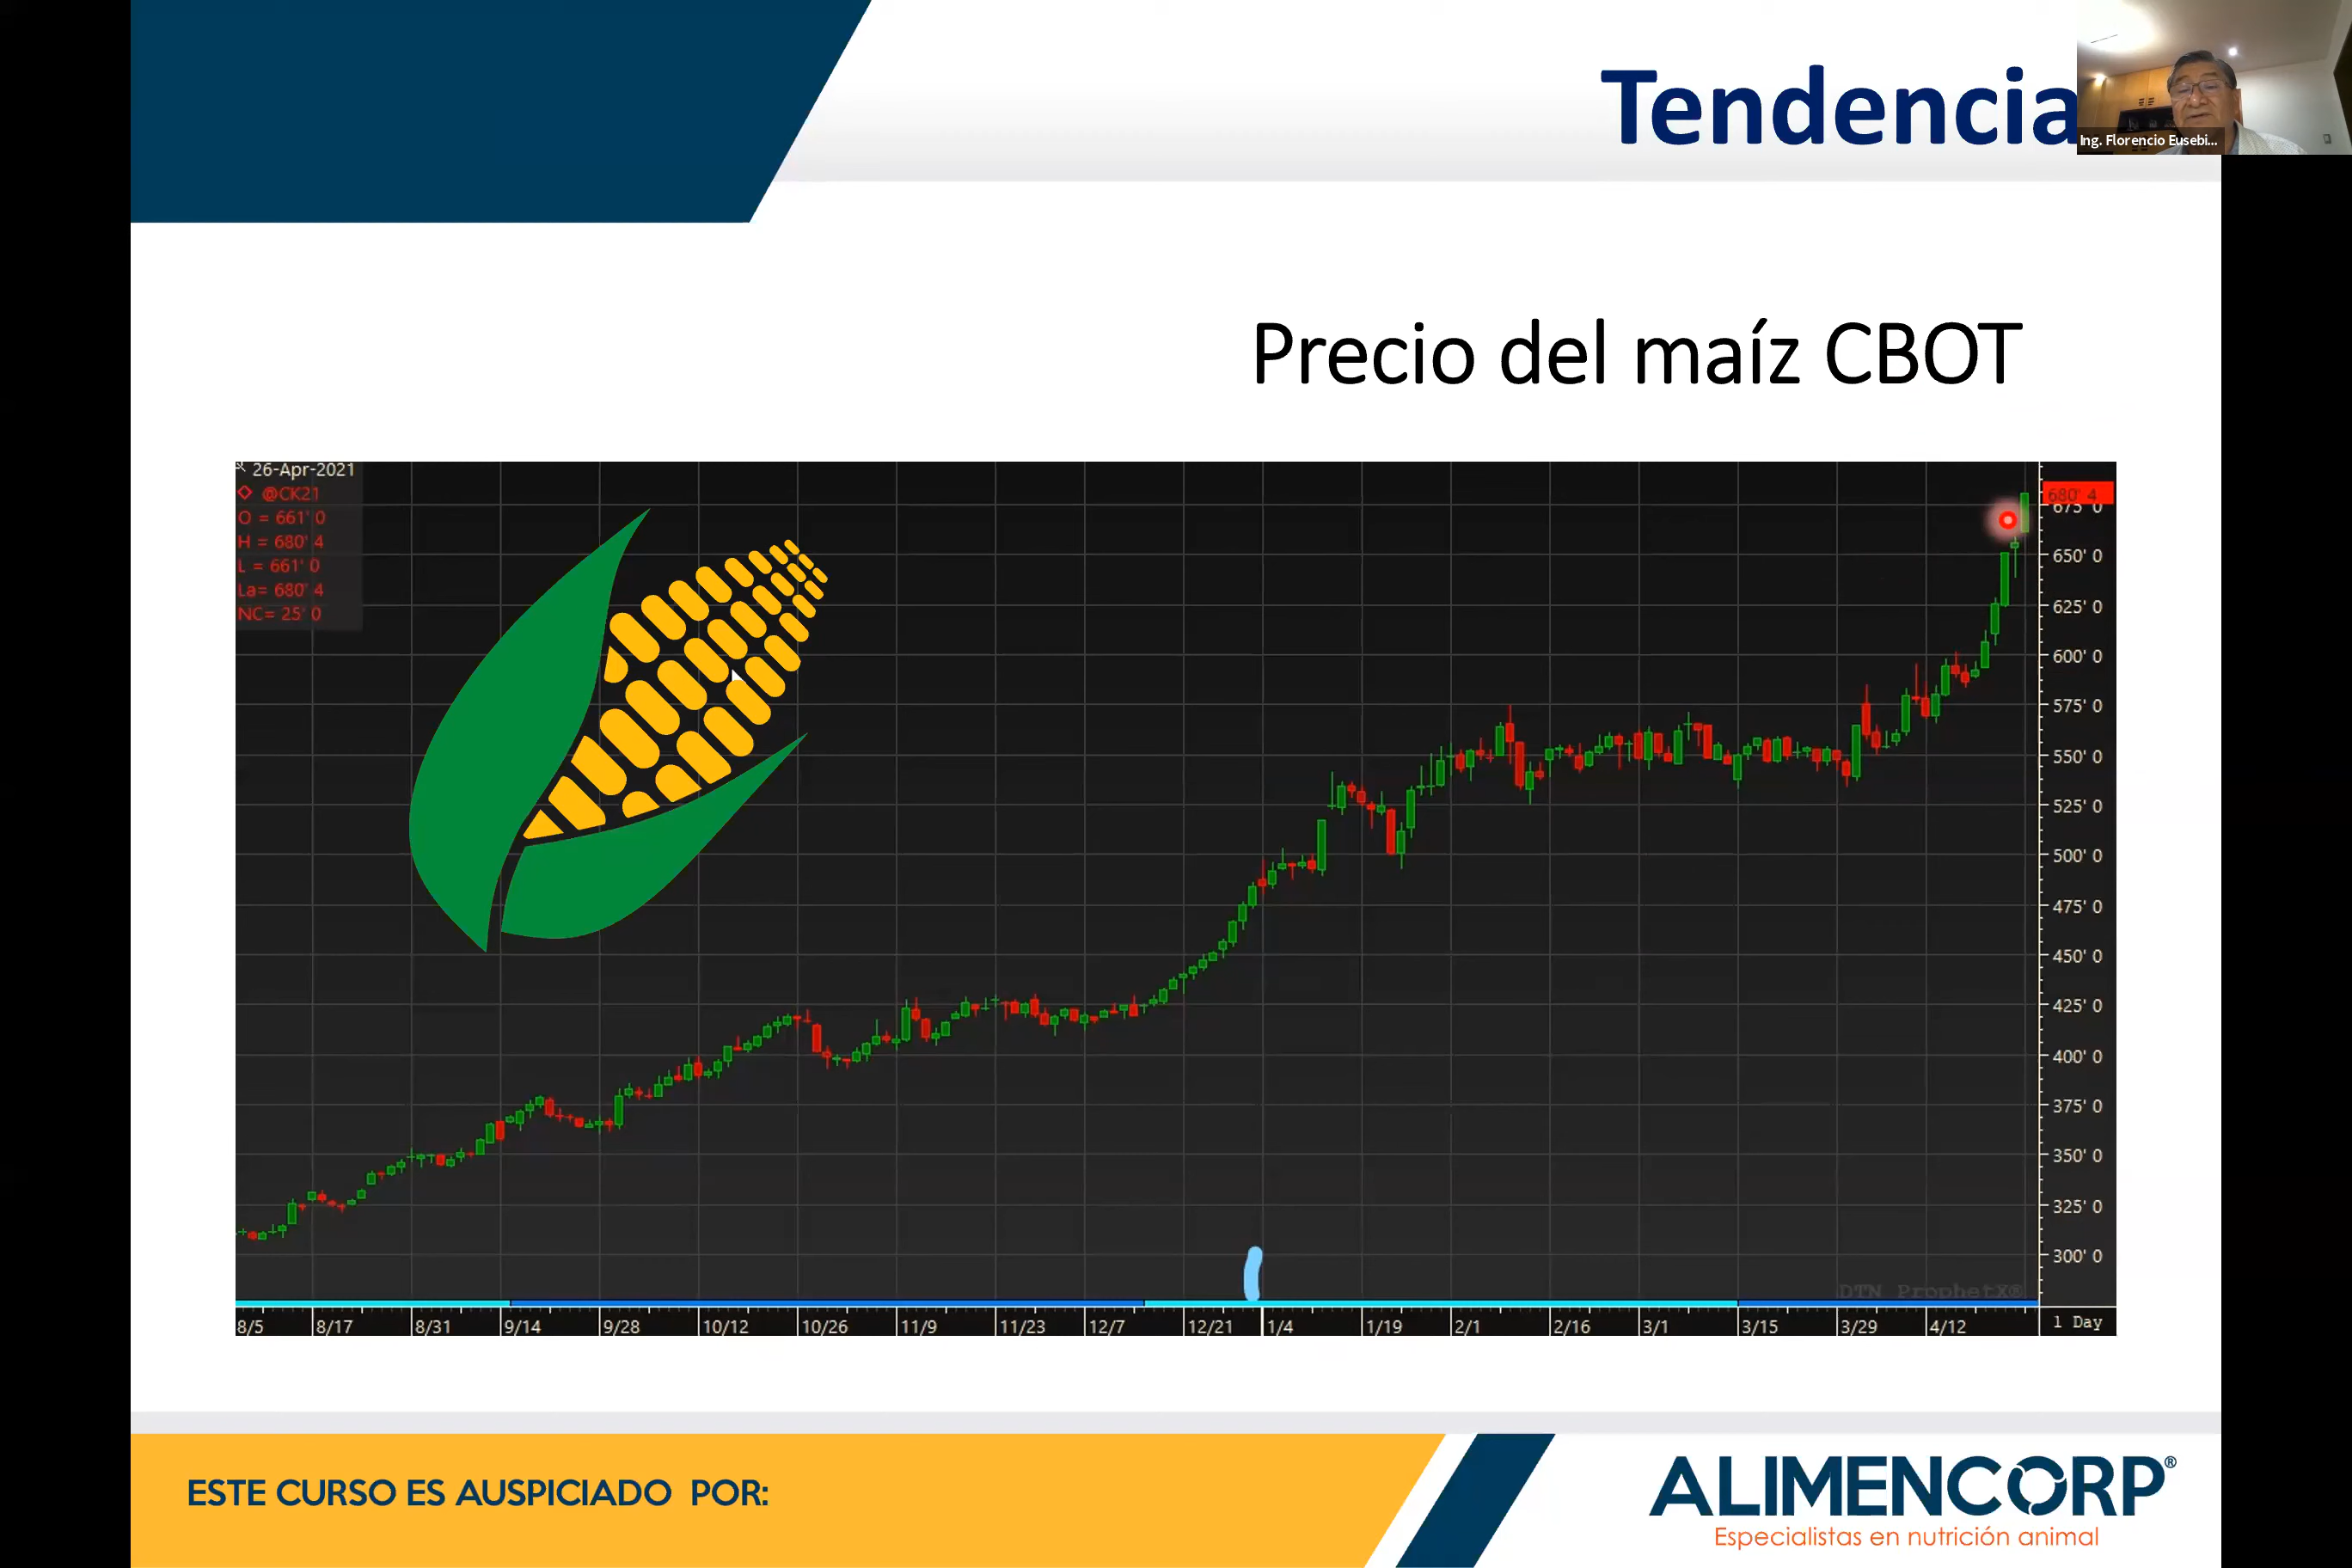 Tendencia
Ing. Florencio Eusebi...
Precio del maíz CBOT
26-Apr-2021
@CK21
O = 661' 0
H = 680' 4
L = 661' 0
La= 680' 4
NC= 25' 0
680' 4
675' 0
650' 0
625' 0
600' 0
575' 0
550' 0
525' 0
500' 0
475' 0
450' 0
425' 0
400' 0
375' 0
350' 0
325' 0
300' 0
DTN ProphetX®
8/5 8/17 8/31 9/14 9/28 10/12 10/26 11/9 11/23 12/7 12/21 1/4 1/19 2/1 2/16 3/1 3/15 3/29 4/12 1 Day
ESTE CURSO ES AUSPICIADO POR:
ALIMENCORP®
Especialistas en nutrición animal